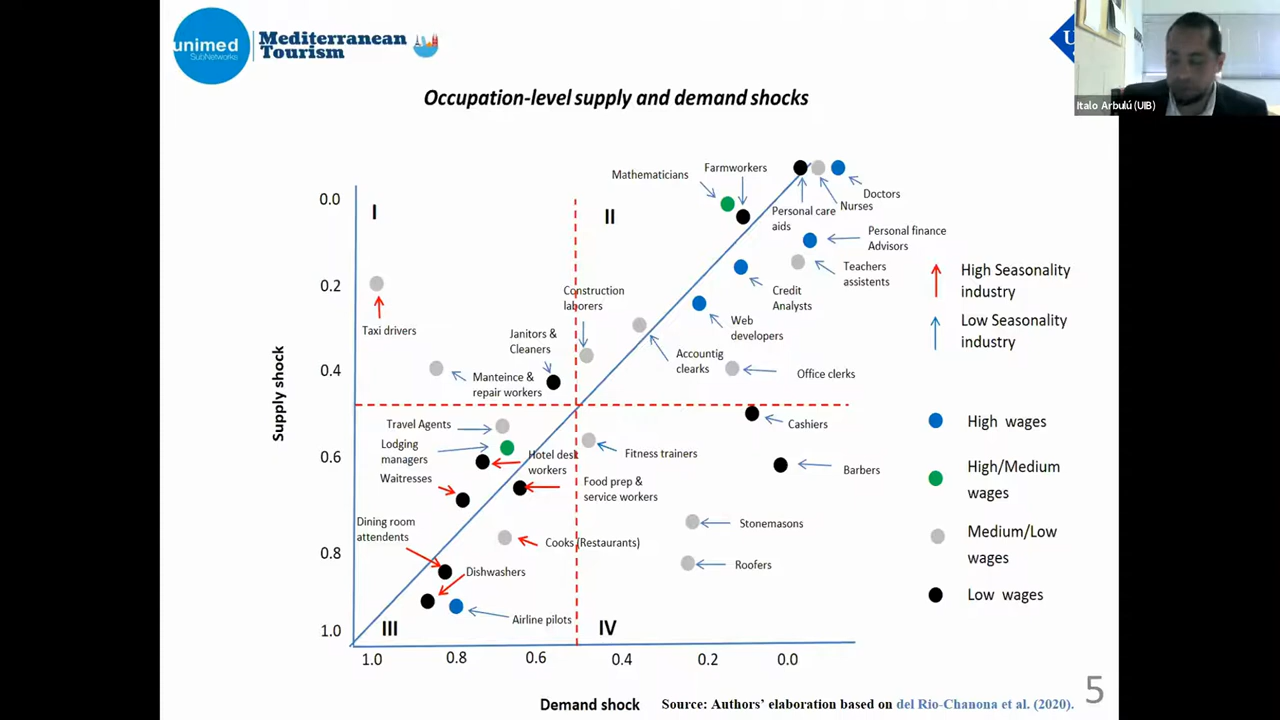 unimed
SubNetworks
Mediterranean
Tourism
U
Italo Arbulú (UIB)
Occupation-level supply and demand shocks
Mathematicians
Farmworkers
Doctors
Nurses
Personal care
aids
Personal finance
Advisors
Teachers
assistents
Credit
Analysts
Web
developers
Construction
laborers
Taxi drivers
Janitors &
Cleaners
Accountig
clearks
Office clerks
Manteince &
repair workers
Travel Agents
Lodging
managers
Waitresses
Hotel desk
workers
Fitness trainers
Cashiers
Barbers
Food prep &
service workers
Dining room
attendents
Cooks (Restaurants)
Stonemasons
Roofers
Dishwashers
Airline pilots
I
II
III
IV
Supply shock
0.0
0.2
0.4
0.6
0.8
1.0
1.0
0.8
0.6
0.4
0.2
0.0
Demand shock
High Seasonality
industry
Low Seasonality
industry
High wages
High/Medium
wages
Medium/Low
wages
Low wages
Source: Authors' elaboration based on del Rio-Chanona et al. (2020).
5